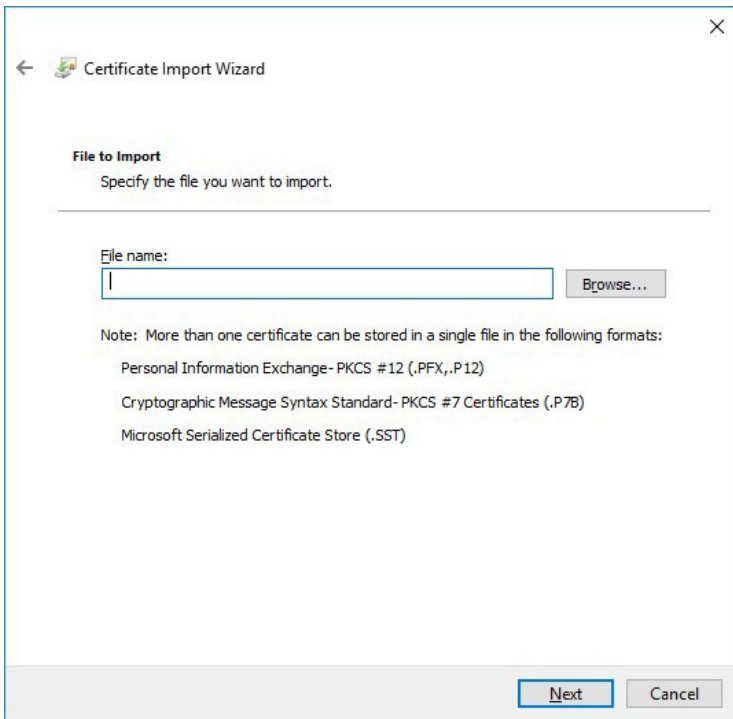 Certificate Import Wizard
File to Import
Specify the file you want to import.
File name:
Browse...
Note: More than one certificate can be stored in a single file in the following formats:
Personal Information Exchange- PKCS #12 (.PFX,.P12)
Cryptographic Message Syntax Standard- PKCS #7 Certificates (.P7B)
Microsoft Serialized Certificate Store (.SST)
Next Cancel